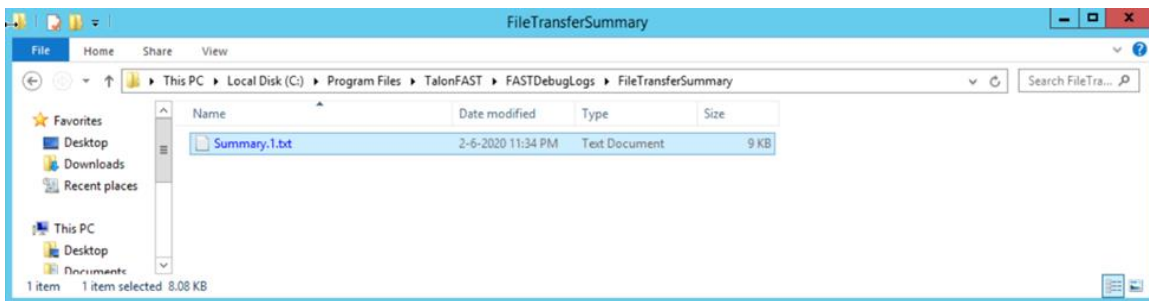 FileTransferSummary
File Home Share View
This PC Local Disk (C:) Program Files TalonFAST FASTDebugLogs FileTransferSummary Search FileTra...
Name Date modified Type Size
Favorites
Desktop Summary.1.txt 2-6-2020 11:34 PM Text Document 9 KB
Downloads
Recent places
This PC
Desktop
Documents
1 item 1 item selected 8.08 KB